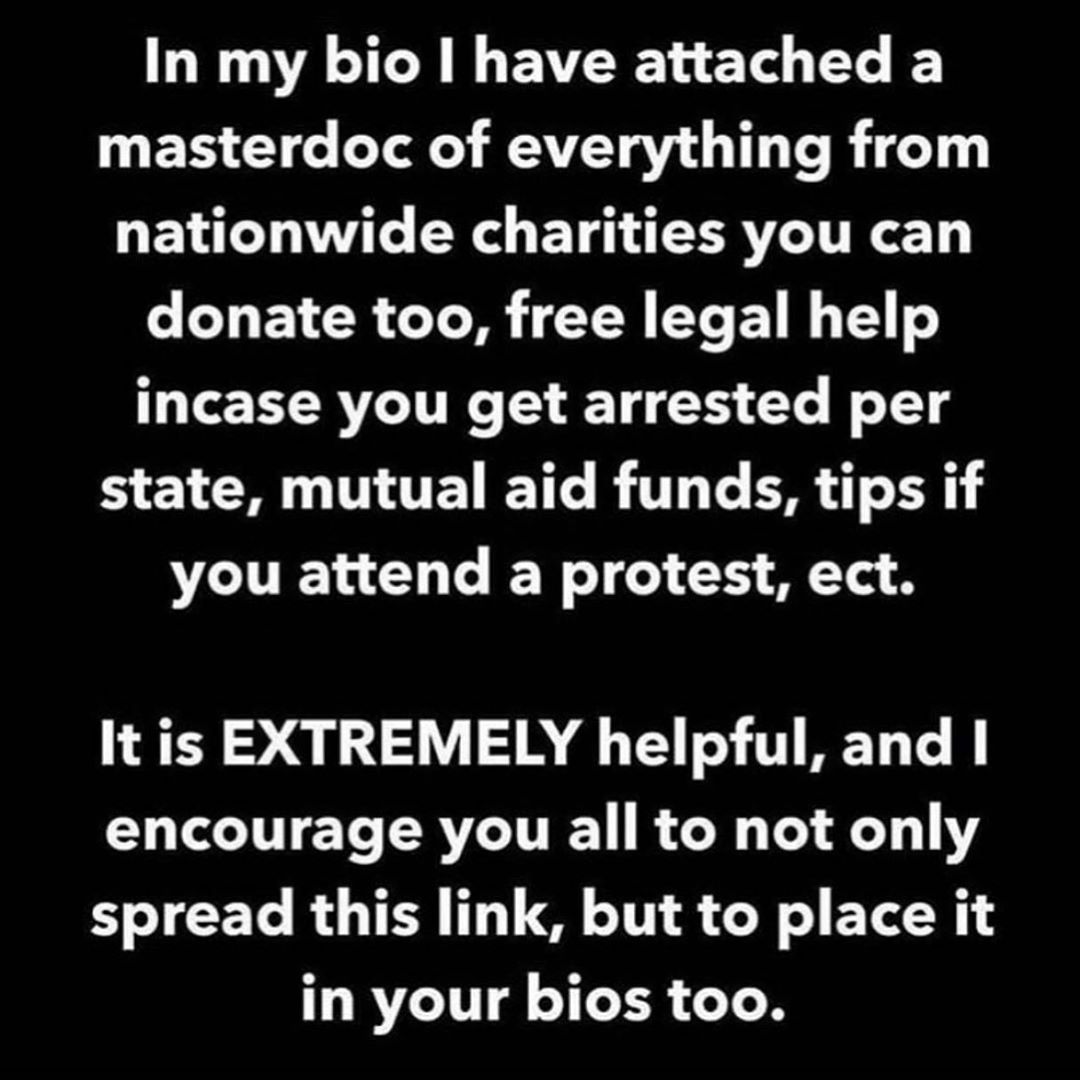 In my bio I have attached a
masterdoc of everything from
nationwide charities you can
donate too, free legal help
incase you get arrested per
state, mutual aid funds, tips if
you attend a protest, ect.
It is EXTREMELY helpful, and I
encourage you all to not only
spread this link, but to place it
in your bios too.